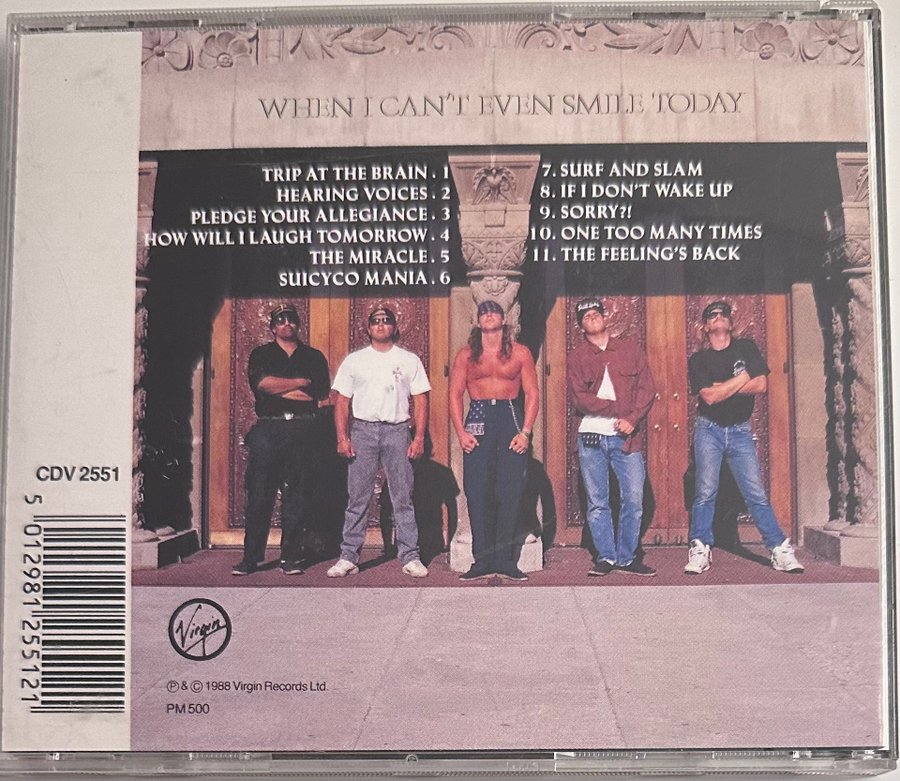 WHEN I CAN'T EVEN SMILE TODAY
TRIP AT THE BRAIN . 1
HEARING VOICES . 2
PLEDGE YOUR ALLEGIANCE . 3
HOW WILL I LAUGH TOMORROW . 4
THE MIRACLE . 5
SUICYCO MANIA . 6
7. SURF AND SLAM
8. IF I DON'T WAKE UP
9. SORRY?!
10. ONE TOO MANY TIMES
11. THE FEELING'S BACK
CDV 2551
5 012981 255121
Virgin
℗ & © 1988 Virgin Records Ltd.
PM 500